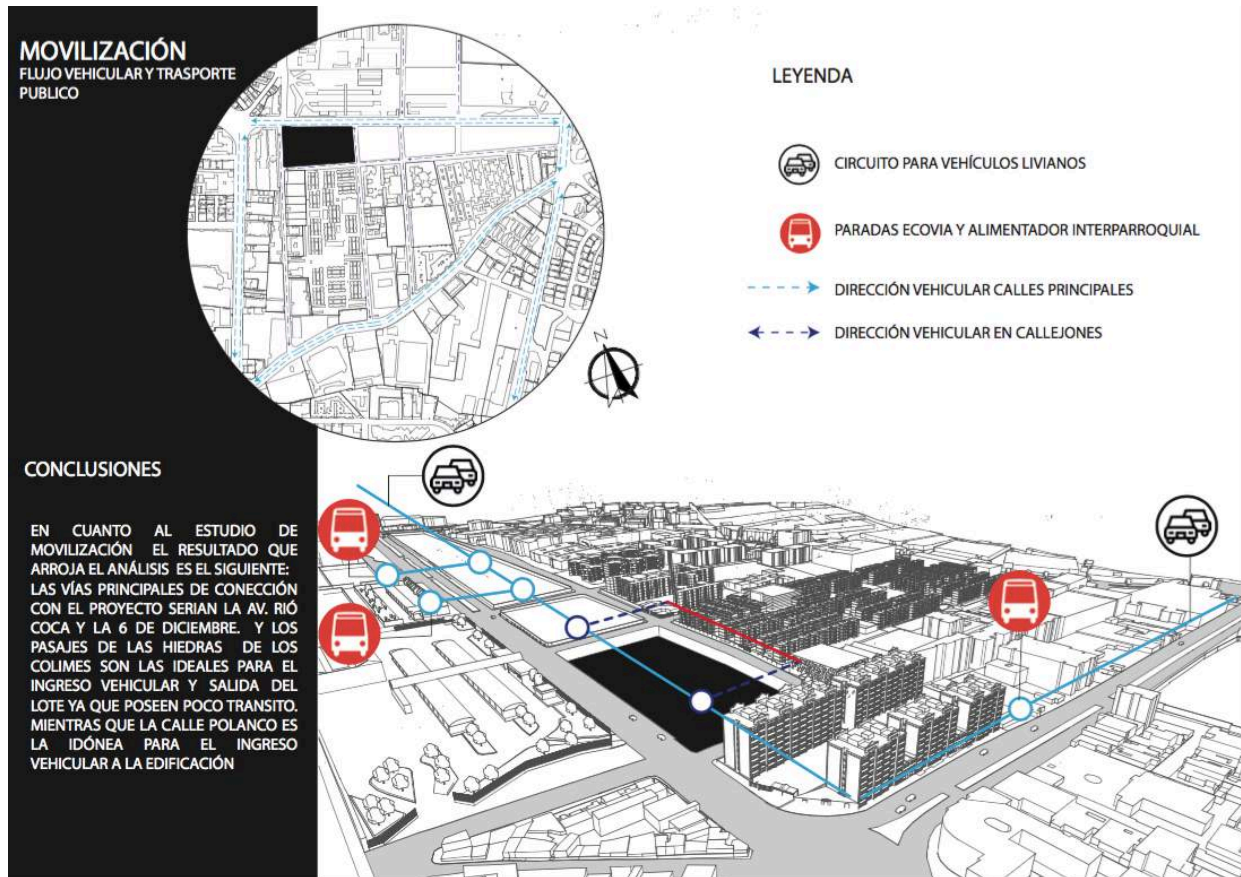 MOVILIZACIÓN
FLUJO VEHICULAR Y TRASPORTE
PUBLICO
LEYENDA
CIRCUITO PARA VEHÍCULOS LIVIANOS
PARADAS ECOVIA Y ALIMENTADOR INTERPARROQUIAL
DIRECCIÓN VEHICULAR CALLES PRINCIPALES
DIRECCIÓN VEHICULAR EN CALLEJONES
N
CONCLUSIONES
EN CUANTO AL ESTUDIO DE
MOVILIZACIÓN EL RESULTADO QUE
ARROJA EL ANÁLISIS ES EL SIGUIENTE:
LAS VÍAS PRINCIPALES DE CONECCIÓN
CON EL PROYECTO SERIAN LA AV. RIÓ
COCA Y LA 6 DE DICIEMBRE. Y LOS
PASAJES DE LAS HIEDRAS DE LOS
COLIMES SON LAS IDEALES PARA EL
INGRESO VEHICULAR Y SALIDA DEL
LOTE YA QUE POSEEN POCO TRANSITO.
MIENTRAS QUE LA CALLE POLANCO ES
LA IDÓNEA PARA EL INGRESO
VEHICULAR A LA EDIFICACIÓN